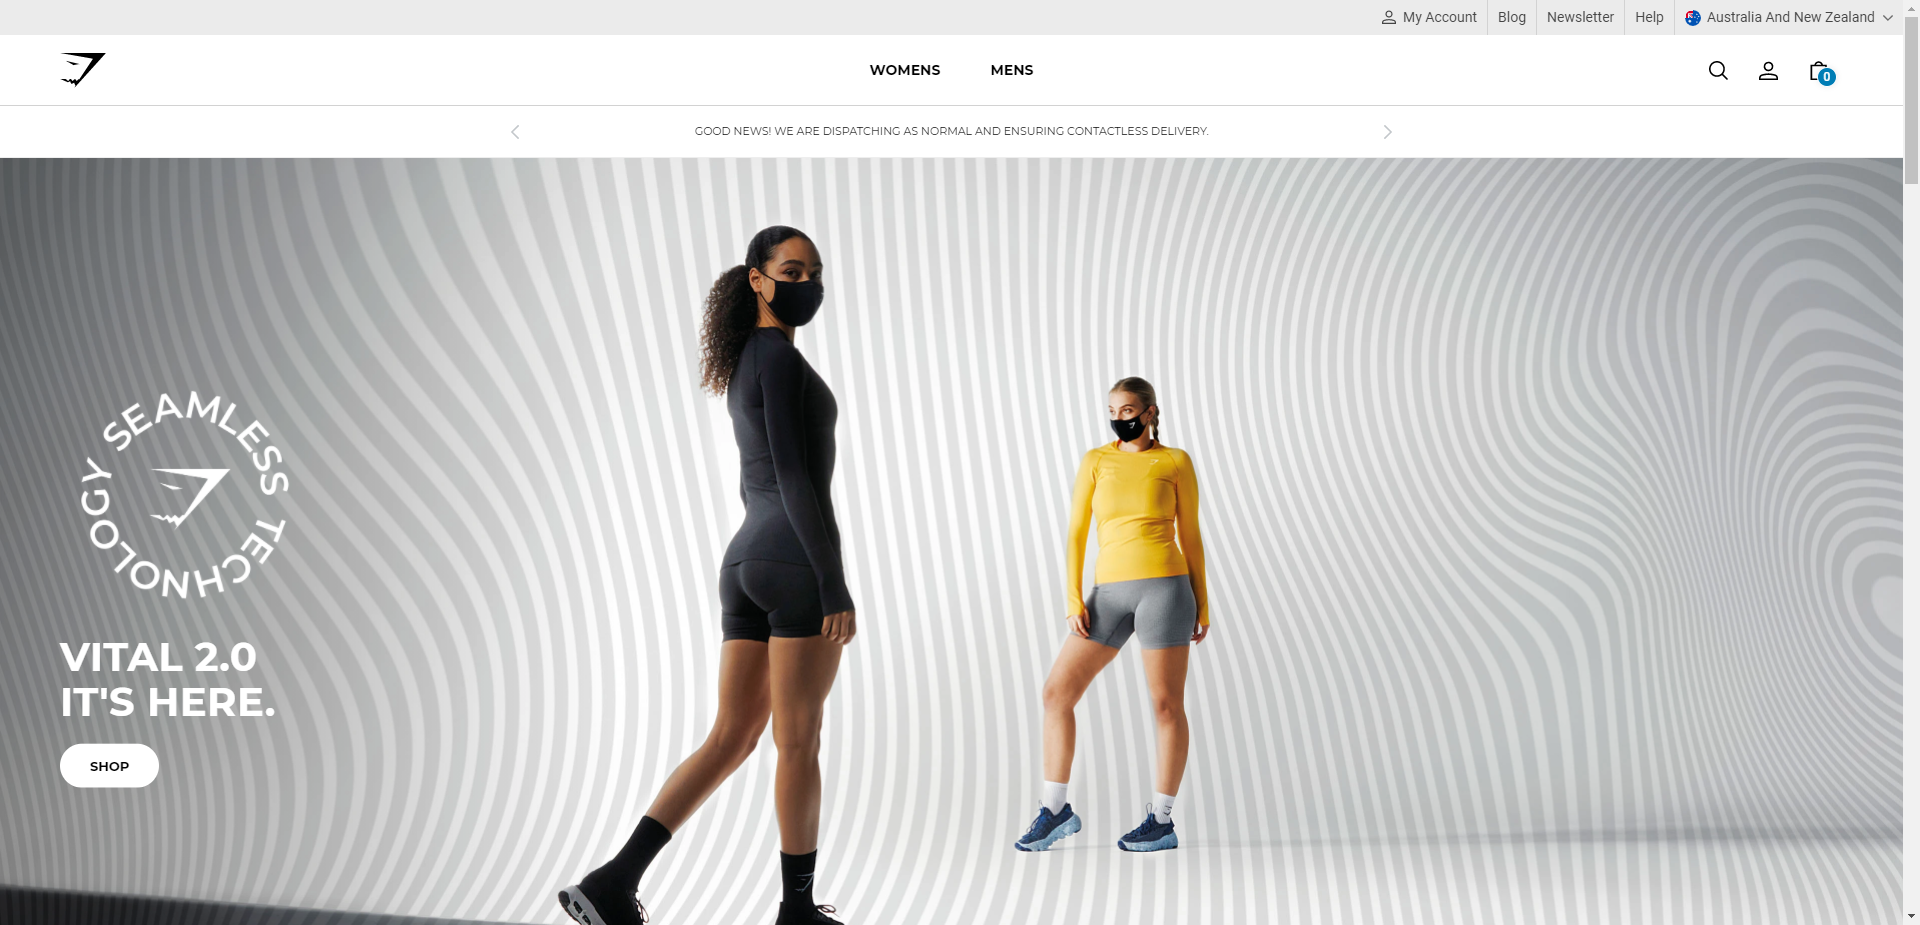 My Account
Blog
Newsletter
Help
Australia And New Zealand
WOMENS
MENS
0
GOOD NEWS! WE ARE DISPATCHING AS NORMAL AND ENSURING CONTACTLESS DELIVERY.
SEAMLESS TECHNOLOGY
VITAL 2.0
IT'S HERE.
SHOP